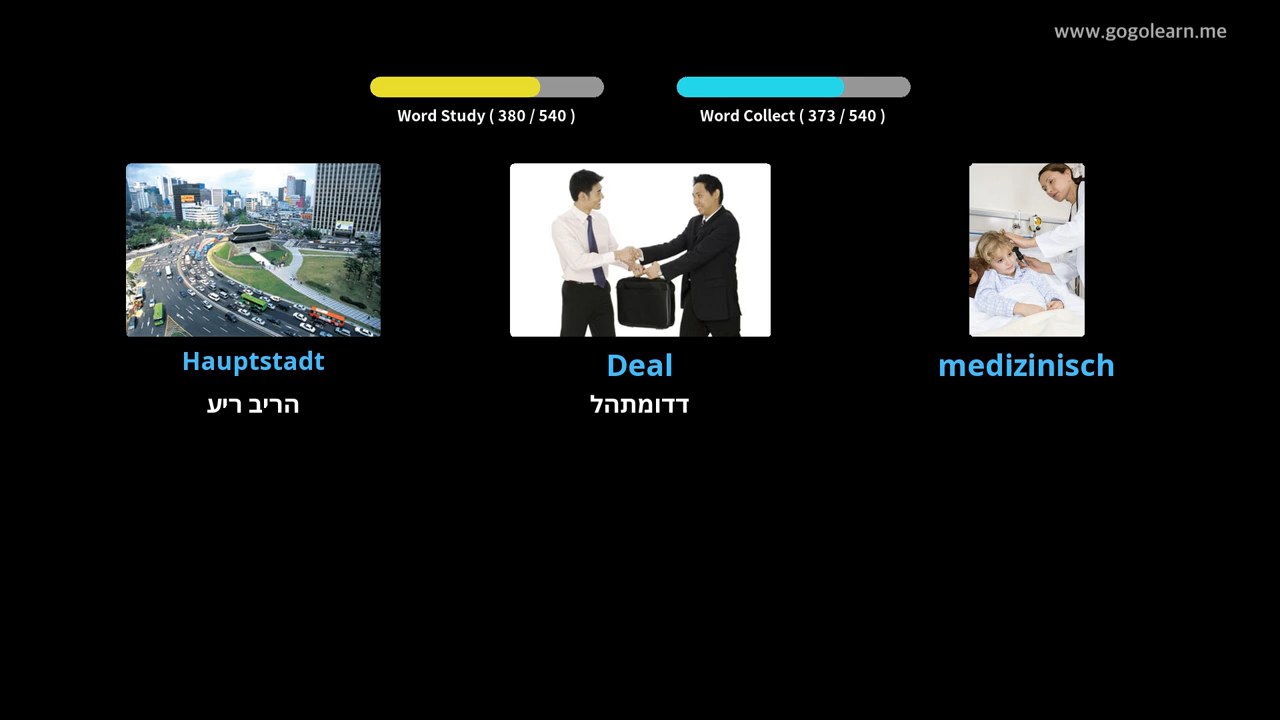 www.gogolearn.me
Word Study ( 380 / 540 )
Word Collect ( 373 / 540 )
Hauptstadt
הריב ריע
Deal
דדומתהל
medizinisch